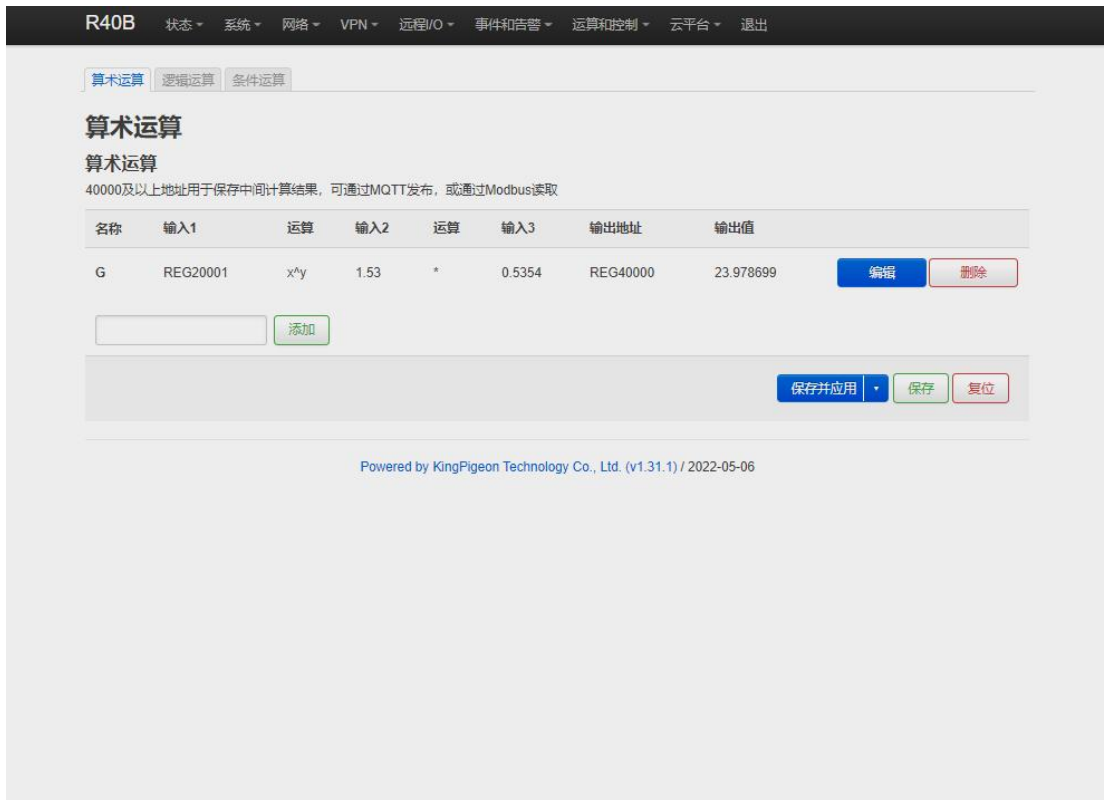 R40B 状态 系统 网络 VPN 远程I/O 事件和告警 运算和控制 云平台 退出
算术运算 逻辑运算 条件运算
算术运算
算术运算
40000及以上地址用于保存中间计算结果，可通过MQTT发布，或通过Modbus读取
名称 输入1 运算 输入2 运算 输入3 输出地址 输出值
G REG20001 x^y 1.53 * 0.5354 REG40000 23.978699 编辑 删除
添加
保存并应用 保存 复位
Powered by KingPigeon Technology Co., Ltd. (v1.31.1) / 2022-05-06